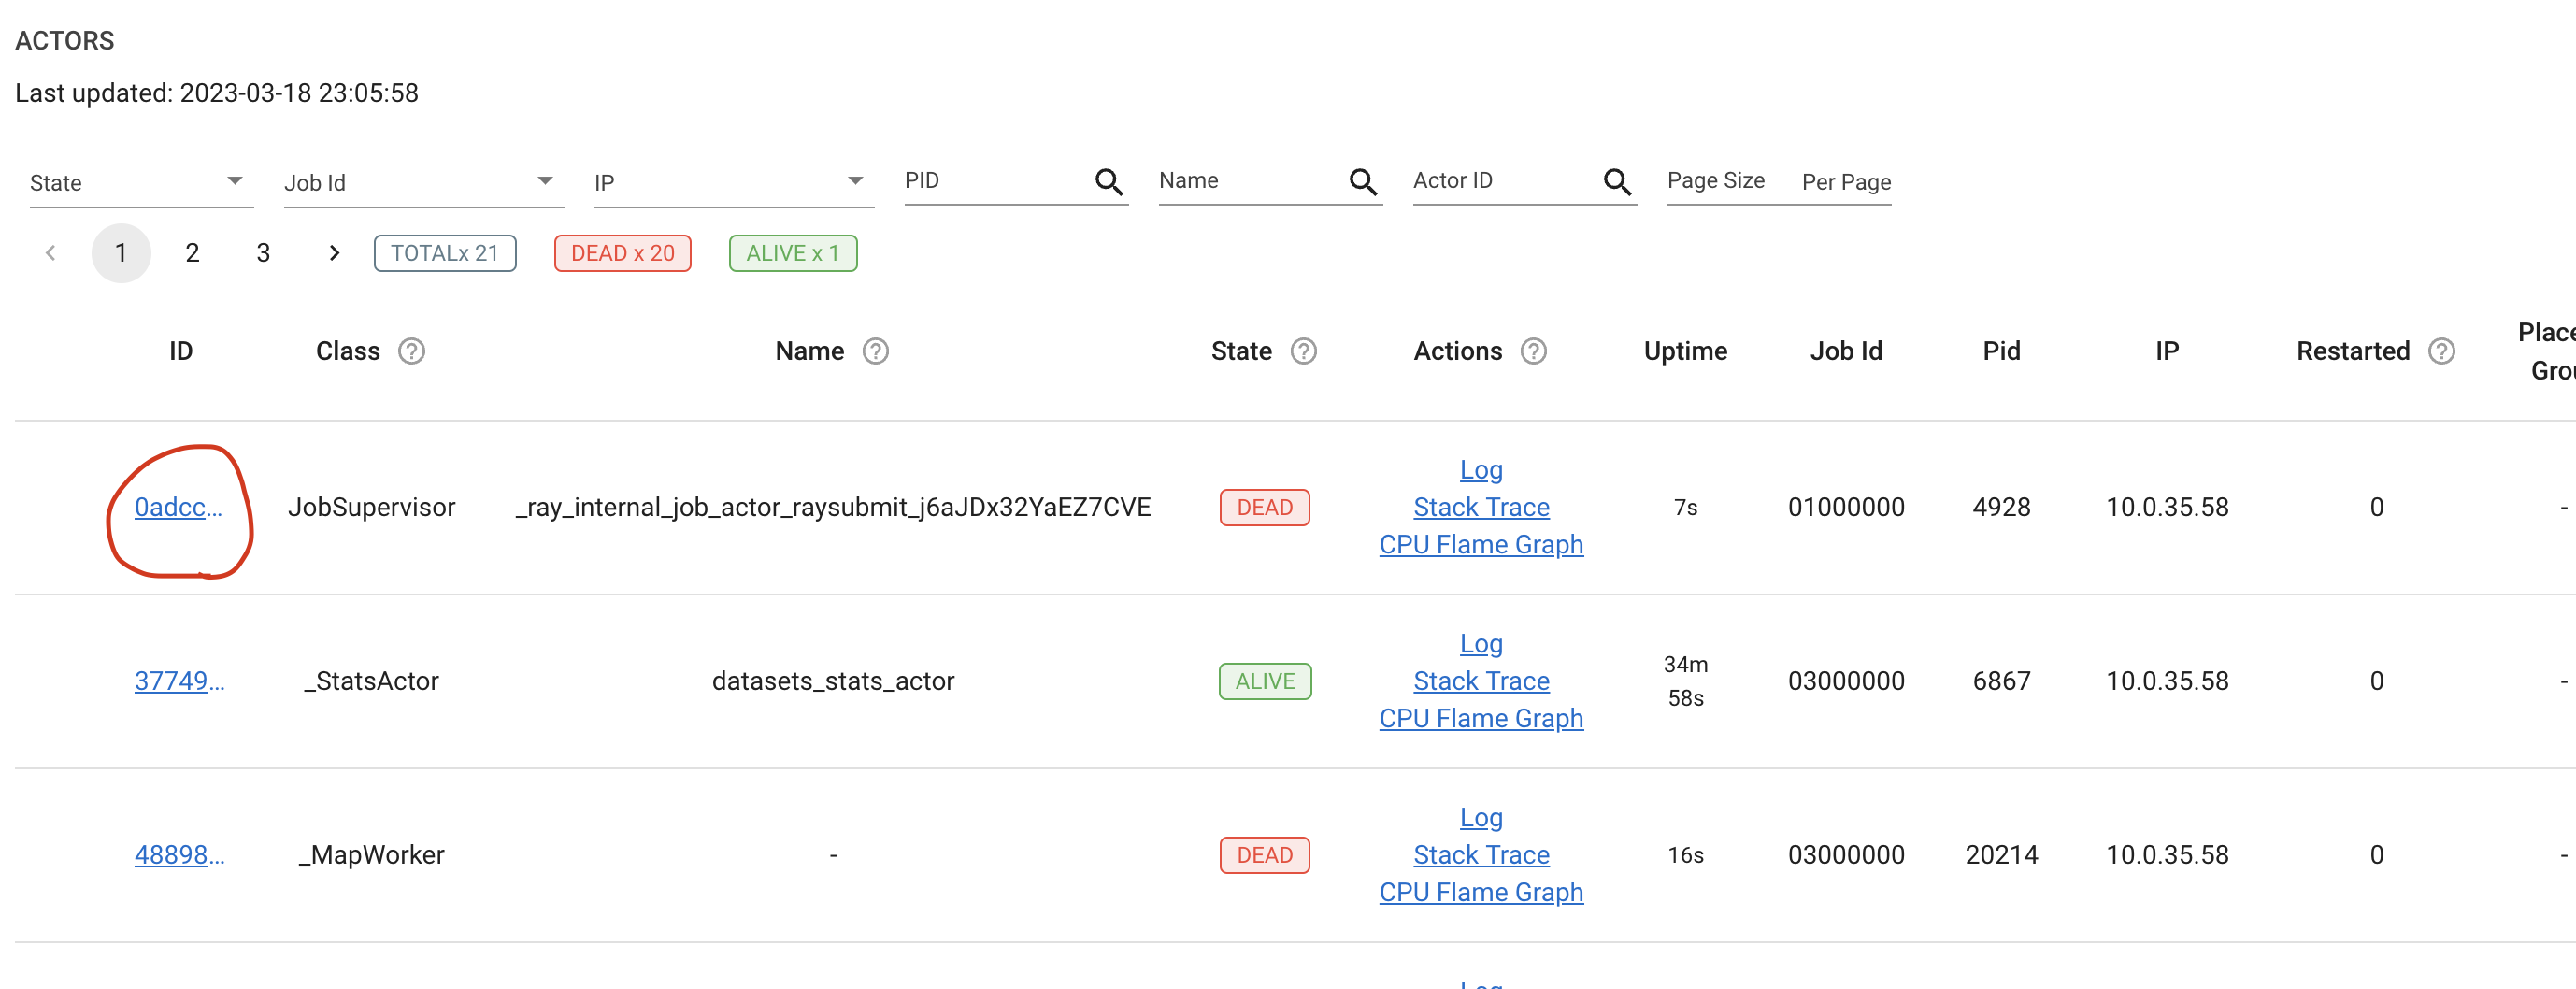 ACTORS
Last updated: 2023-03-18 23:05:58
State Job Id IP PID Name Actor ID Page Size Per Page
1 2 3 TOTALx 21 DEAD x 20 ALIVE x 1
ID Class Name State Actions Uptime Job Id Pid IP Restarted Place
Grou
Log
0adcc... JobSupervisor _ray_internal_job_actor_raysubmit_j6aJDx32YaEZ7CVE DEAD Stack Trace 7s 01000000 4928 10.0.35.58 0 -
CPU Flame Graph
Log
37749... _StatsActor datasets_stats_actor ALIVE Stack Trace 34m 58s 03000000 6867 10.0.35.58 0 -
CPU Flame Graph
Log
48898... _MapWorker - DEAD Stack Trace 16s 03000000 20214 10.0.35.58 0 -
CPU Flame Graph
Log